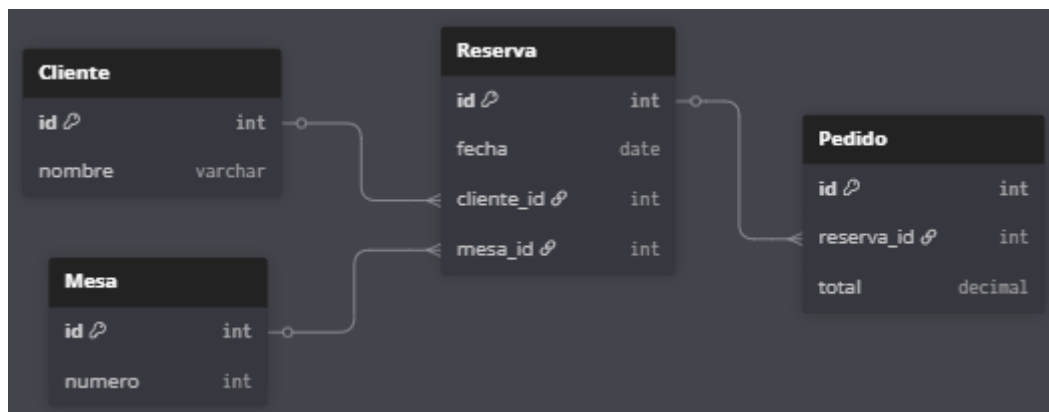 Cliente
id int
nombre varchar
Mesa
id int
numero int
Reserva
id int
fecha date
cliente_id int
mesa_id int
Pedido
id int
reserva_id int
total decimal